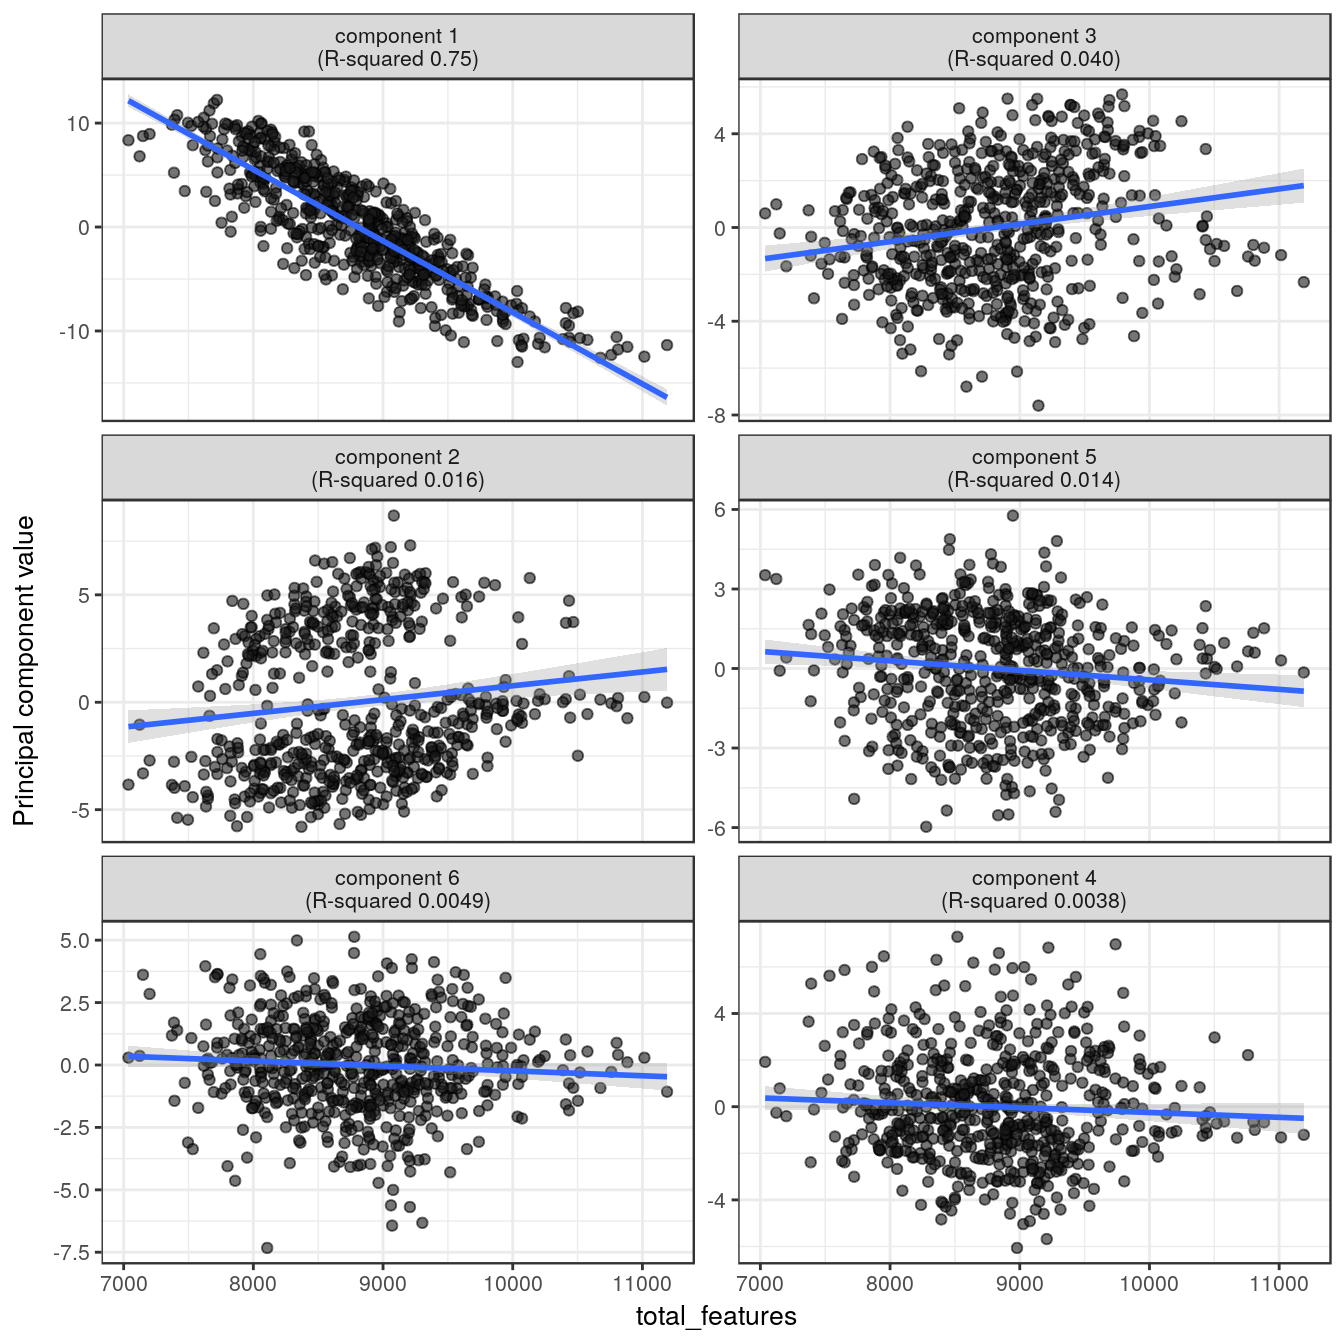 component 1
(R-squared 0.75)
10
0
-10
component 3
(R-squared 0.040)
4
0
-4
-8
component 2
(R-squared 0.016)
5
0
-5
component 5
(R-squared 0.014)
6
3
0
-3
-6
component 6
(R-squared 0.0049)
5.0
2.5
0.0
-2.5
-5.0
-7.5
7000 8000 9000 10000 11000
component 4
(R-squared 0.0038)
4
0
-4
7000 8000 9000 10000 11000
Principal component value
total_features